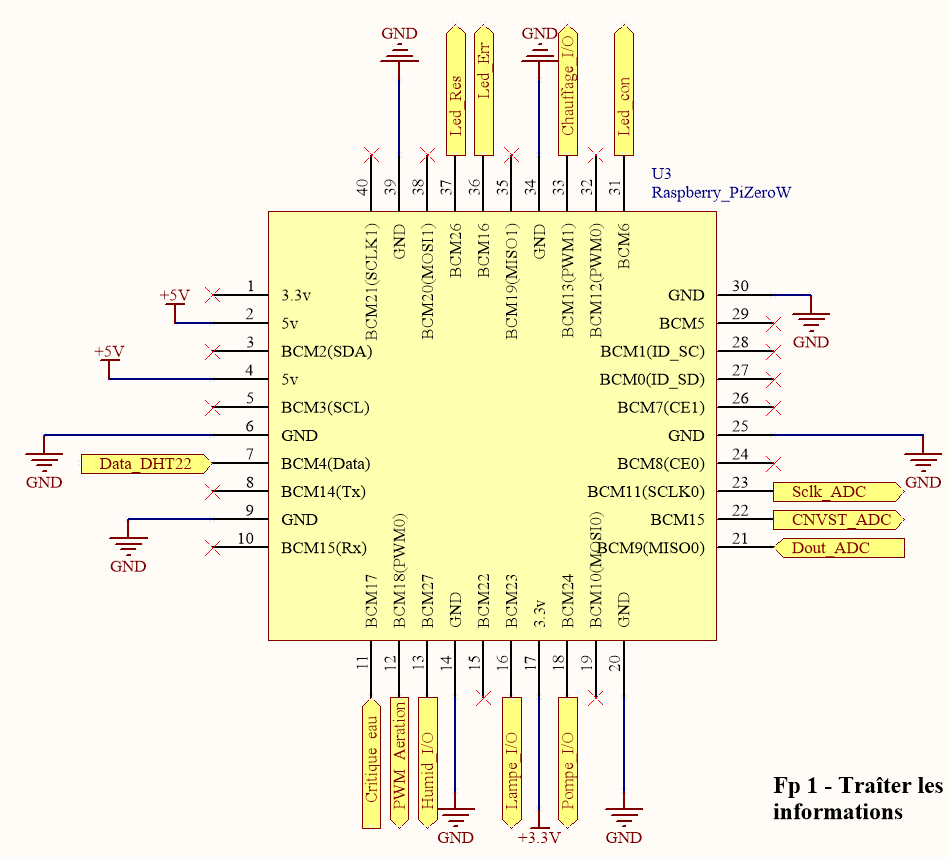 GND
GND
Led_Res
Led_Err
Chauffage_I/O
Led_con
40
39
38
37
36
35
34
33
32
31
U3
Raspberry_PiZeroW
BCM21(SCLK1)
GND
BCM20(MOSI1)
BCM26
BCM16
BCM19(MISO1)
GND
BCM13(PWM1)
BCM12(PWM0)
BCM6
+5V
1 3.3v
2 5v
3 BCM2(SDA)
+5V
4 5v
5 BCM3(SCL)
6 GND
GND
Data_DHT22 7 BCM4(Data)
8 BCM14(Tx)
9 GND
GND
10 BCM15(Rx)
GND 30
GND
BCM5 29
BCM1(ID_SC) 28
BCM0(ID_SD) 27
BCM7(CE1) 26
GND 25
GND
BCM8(CE0) 24
BCM11(SCLK0) 23 Sclk_ADC
BCM15 22 CNVST_ADC
BCM9(MISO0) 21 Dout_ADC
BCM17
BCM18(PWM0)
BCM27
GND
BCM22
BCM23
3.3v
BCM24
BCM10(MOSI0)
GND
11
12
13
14
15
16
17
18
19
20
Critique_eau
PWM_Aeration
Humid_I/O
GND
Lampe_I/O
+3.3V
Pompe_I/O
GND
Fp 1 - Traîter les
informations